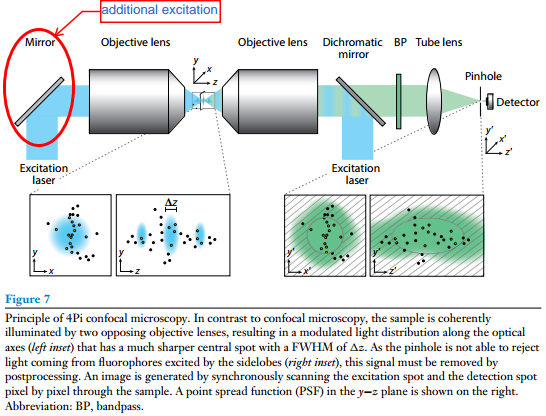 additional excitation
Mirror
Objective lens
Objective lens
Dichromatic
mirror
BP
Tube lens
Pinhole
Detector
y
x
z
y'
x'
z'
Excitation
laser
Excitation
laser
Δz
y
x
y
z
y'
x'
y'
z'
Figure 7
Principle of 4Pi confocal microscopy. In contrast to confocal microscopy, the sample is coherently
illuminated by two opposing objective lenses, resulting in a modulated light distribution along the optical
axes (left inset) that has a much sharper central spot with a FWHM of Δz. As the pinhole is not able to reject
light coming from fluorophores excited by the sidelobes (right inset), this signal must be removed by
postprocessing. An image is generated by synchronously scanning the excitation spot and the detection spot
pixel by pixel through the sample. A point spread function (PSF) in the y–z plane is shown on the right.
Abbreviation: BP, bandpass.